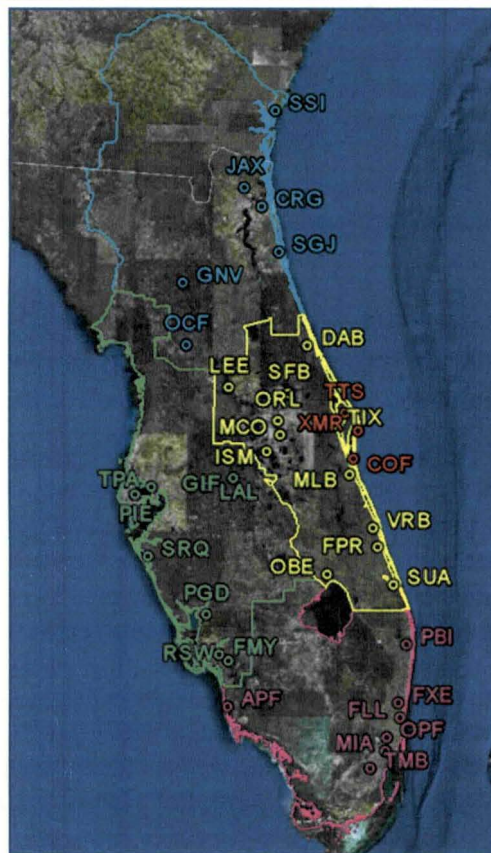 SSI
JAX
CRG
SGJ
GNV
OCF
DAB
LEE
SFB
ORL
TTS
TIX
XMR
MCO
ISM
COF
MLB
TPA
GIF
LAL
PIE
VRB
FPR
SRQ
OBE
SUA
PGD
PBI
RSW
FMY
APF
FXE
FLL
OPF
MIA
TMB